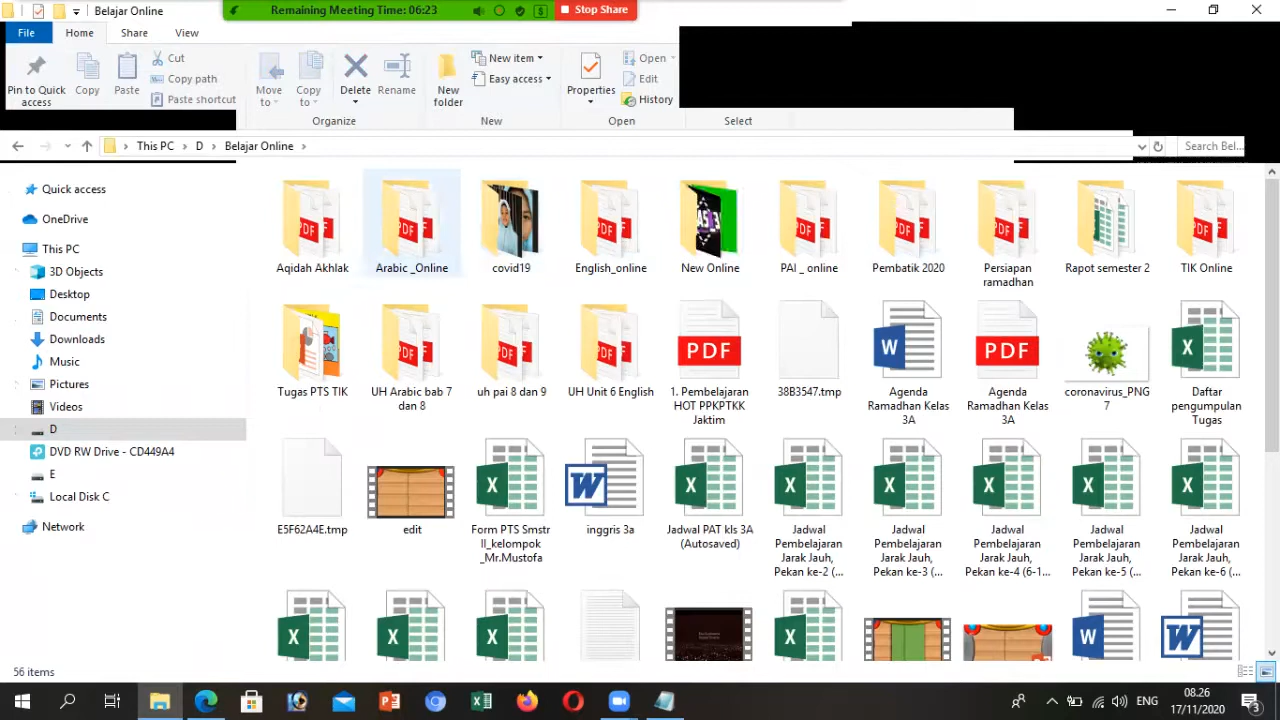 Belajar Online
Remaining Meeting Time: 06:23
Stop Share
File
Home
Share
View
Pin to Quick
access
Copy
Paste
Cut
Copy path
Paste shortcut
Move
to
Copy
to
Delete
Rename
New
folder
New item
Easy access
Properties
Open
Edit
History
Organize
New
Open
Select
This PC
D
Belajar Online
Search Bel...
Quick access
OneDrive
This PC
3D Objects
Desktop
Documents
Downloads
Music
Pictures
Videos
D
DVD RW Drive - CD449A4
E
Local Disk C
Network
Aqidah Akhlak
Arabic _Online
covid19
English_online
New Online
PAI _ online
Pembatik 2020
Persiapan
ramadhan
Rapot semester 2
TIK Online
Tugas PTS TIK
UH Arabic bab 7
dan 8
uh pai 8 dan 9
UH Unit 6 English
1. Pembelajaran
HOT PPKPTKK
Jaktim
38B3547.tmp
Agenda
Ramadhan Kelas
3A
Agenda
Ramadhan Kelas
3A
coronavirus_PNG
7
Daftar
pengumpulan
Tugas
E5F62A4E.tmp
edit
Form PTS Smstr
II_kelompok
_Mr.Mustofa
inggris 3a
Jadwal PAT kls 3A
(Autosaved)
Jadwal
Pembelajaran
Jarak Jauh,
Pekan ke-2 (...
Jadwal
Pembelajaran
Jarak Jauh,
Pekan ke-3 (...
Jadwal
Pembelajaran
Jarak Jauh,
Pekan ke-4 (6-1...
Jadwal
Pembelajaran
Jarak Jauh,
Pekan ke-5 (...
Jadwal
Pembelajaran
Jarak Jauh,
Pekan ke-6 (...
56 items
ENG
08.26
17/11/2020